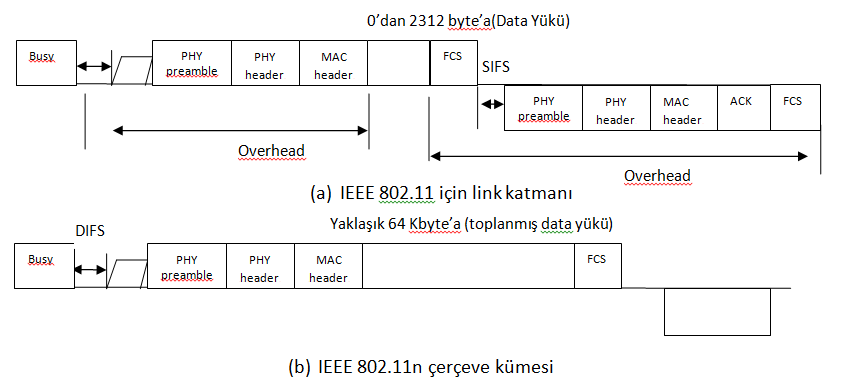 0’dan 2312 byte’a(Data Yükü)
Busy
PHY preamble
PHY header
MAC header
FCS
SIFS
PHY preamble
PHY header
MAC header
ACK
FCS
Overhead
Overhead
(a) IEEE 802.11 için link katmanı
Yaklaşık 64 Kbyte’a (toplanmış data yükü)
DIFS
Busy
PHY preamble
PHY header
MAC header
FCS
(b) IEEE 802.11n çerçeve kümesi